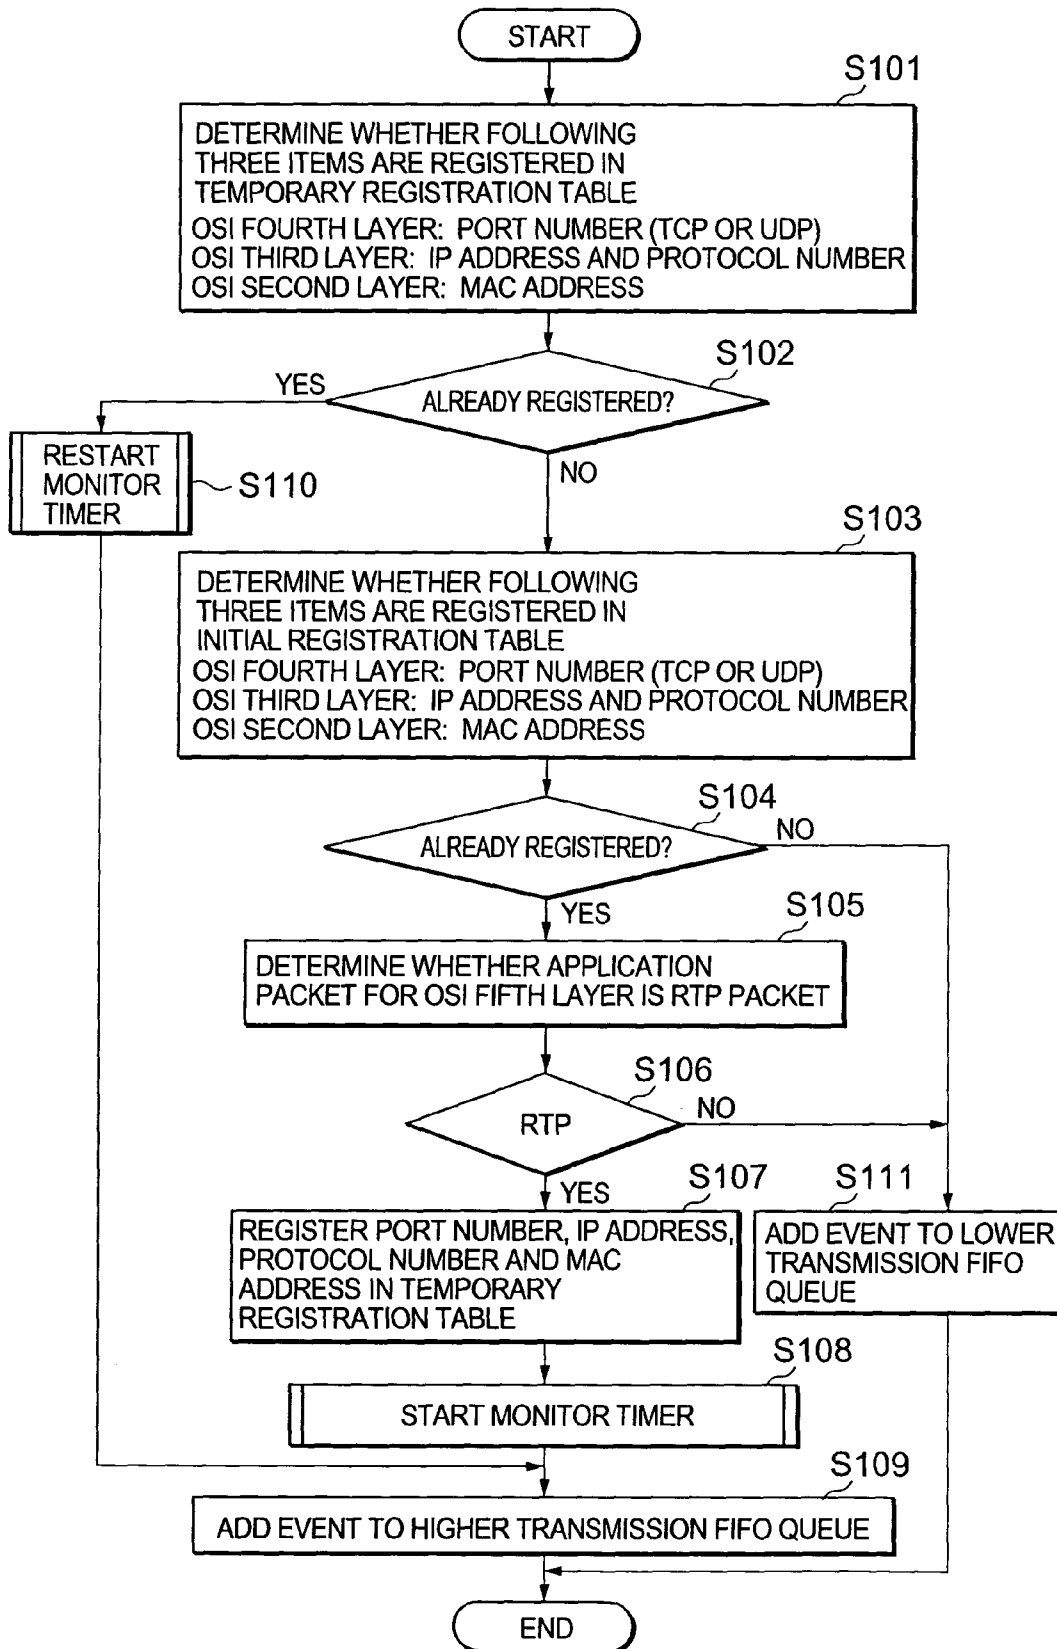 START
S101
DETERMINE WHETHER FOLLOWING
THREE ITEMS ARE REGISTERED IN
TEMPORARY REGISTRATION TABLE
OSI FOURTH LAYER: PORT NUMBER (TCP OR UDP)
OSI THIRD LAYER: IP ADDRESS AND PROTOCOL NUMBER
OSI SECOND LAYER: MAC ADDRESS
S102
YES
ALREADY REGISTERED?
RESTART
MONITOR
TIMER
S110
NO
S103
DETERMINE WHETHER FOLLOWING
THREE ITEMS ARE REGISTERED IN
INITIAL REGISTRATION TABLE
OSI FOURTH LAYER: PORT NUMBER (TCP OR UDP)
OSI THIRD LAYER: IP ADDRESS AND PROTOCOL NUMBER
OSI SECOND LAYER: MAC ADDRESS
S104
NO
ALREADY REGISTERED?
YES
S105
DETERMINE WHETHER APPLICATION
PACKET FOR OSI FIFTH LAYER IS RTP PACKET
S106
NO
RTP
YES
S107
REGISTER PORT NUMBER, IP ADDRESS,
PROTOCOL NUMBER AND MAC
ADDRESS IN TEMPORARY
REGISTRATION TABLE
S111
ADD EVENT TO LOWER
TRANSMISSION FIFO
QUEUE
S108
START MONITOR TIMER
S109
ADD EVENT TO HIGHER TRANSMISSION FIFO QUEUE
END